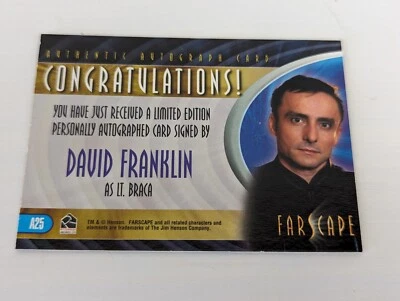 AUTHENTIC AUTOGRAPH CARD
CONGRATULATIONS!
YOU HAVE JUST RECEIVED A LIMITED EDITION
PERSONALLY AUTOGRAPHED CARD SIGNED BY
DAVID FRANKLIN
AS LT. BRACA
FARSCAPE
A25
TM & © Henson. FARSCAPE and all related characters and
elements are trademarks of The Jim Henson Company.